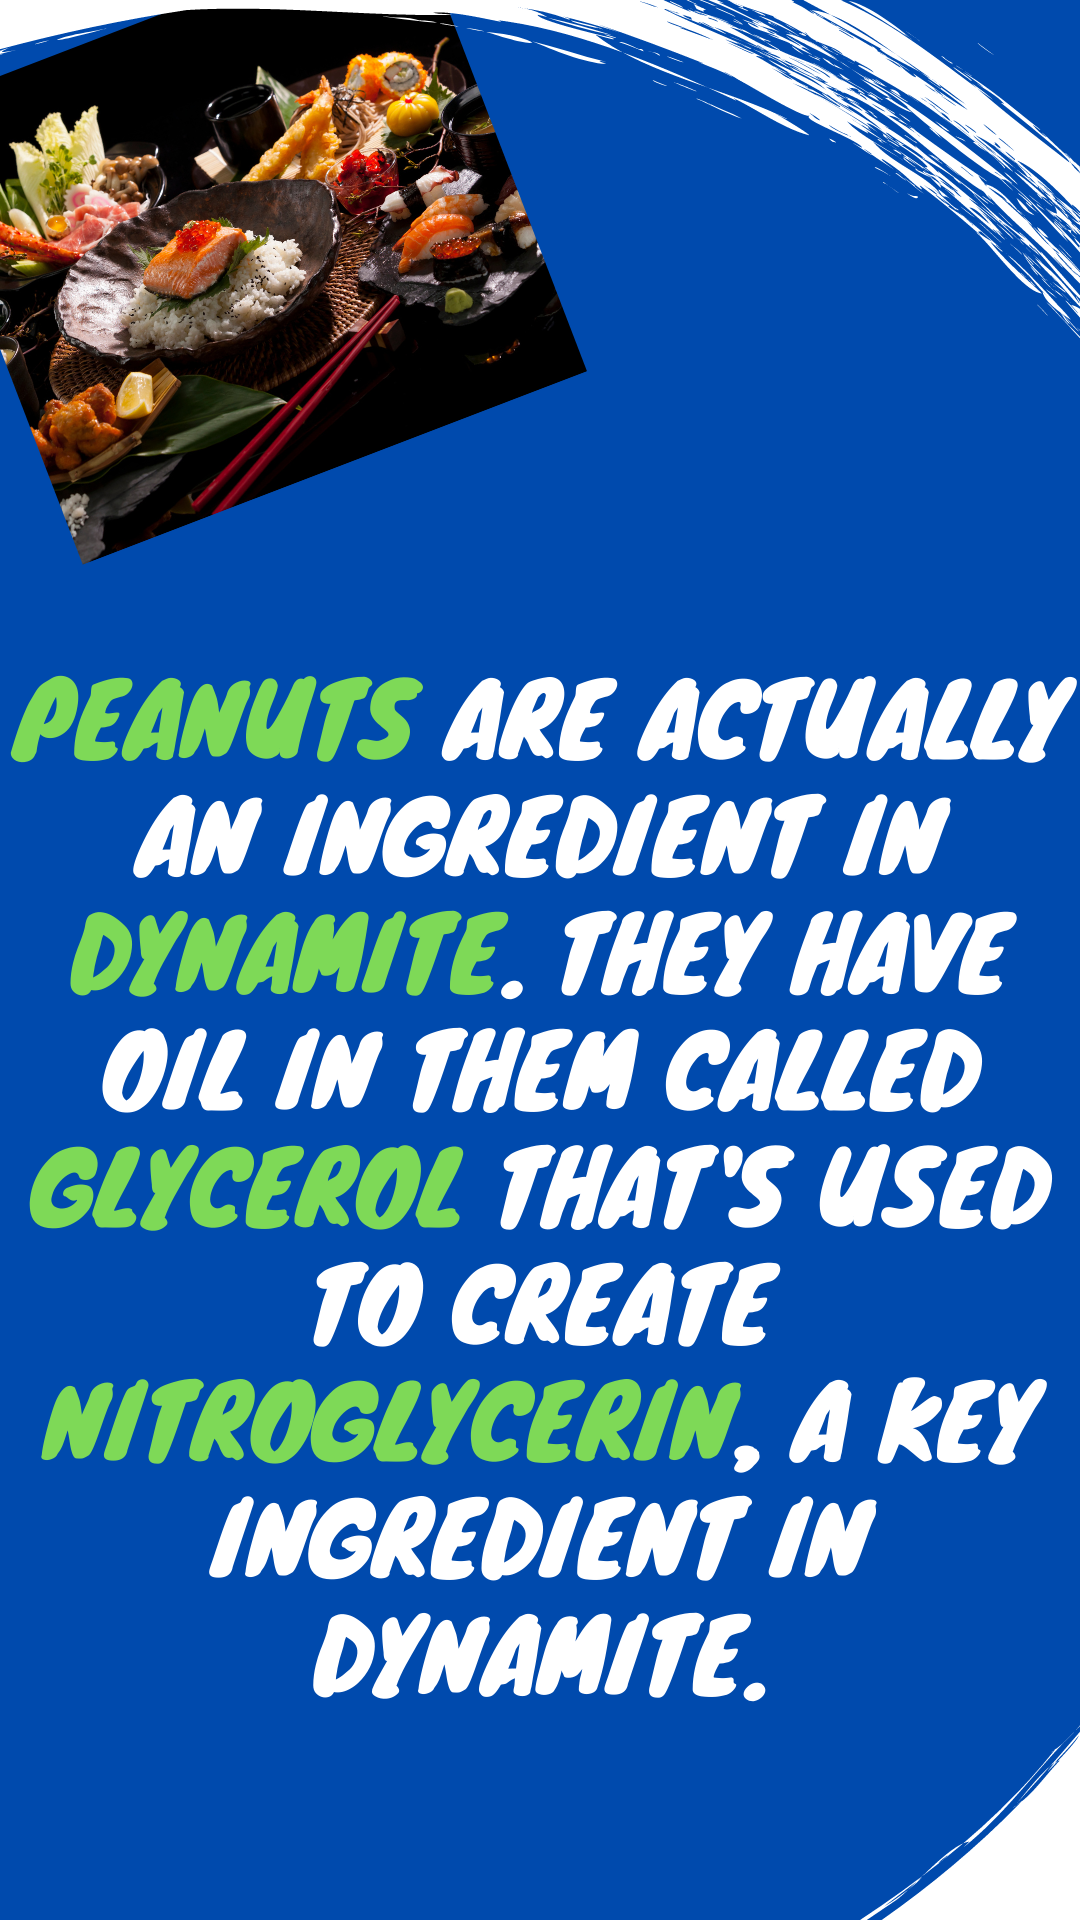 PEANUTS ARE ACTUALLY
AN INGREDIENT IN
DYNAMITE. THEY HAVE
OIL IN THEM CALLED
GLYCEROL THAT'S USED
TO CREATE
NITROGLYCERIN, A KEY
INGREDIENT IN
DYNAMITE.